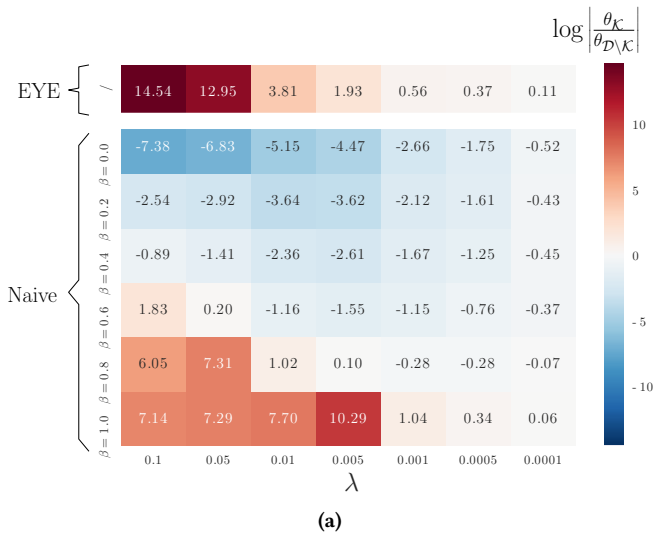 log |θ_𝒦 / θ_{𝒟\𝒦}|
EYE / 14.54 12.95 3.81 1.93 0.56 0.37 0.11
Naive
β=0.0 -7.38 -6.83 -5.15 -4.47 -2.66 -1.75 -0.52
β=0.2 -2.54 -2.92 -3.64 -3.62 -2.12 -1.61 -0.43
β=0.4 -0.89 -1.41 -2.36 -2.61 -1.67 -1.25 -0.45
β=0.6 1.83 0.20 -1.16 -1.55 -1.15 -0.76 -0.37
β=0.8 6.05 7.31 1.02 0.10 -0.28 -0.28 -0.07
β=1.0 7.14 7.29 7.70 10.29 1.04 0.34 0.06
0.1 0.05 0.01 0.005 0.001 0.0005 0.0001
λ
10
5
0
- 5
- 10
(a)